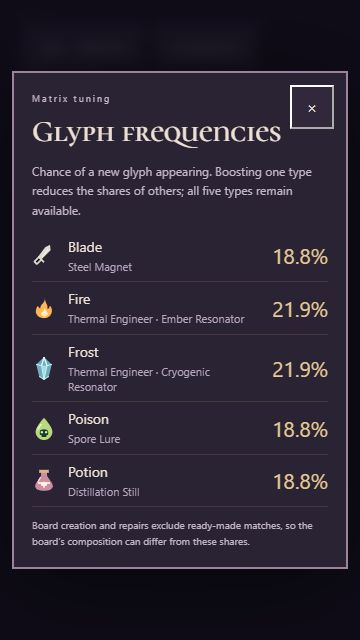 Matrix tuning
×
Glyph frequencies
Chance of a new glyph appearing. Boosting one type
reduces the shares of others; all five types remain
available.
Blade
18.8%
Steel Magnet
Fire
21.9%
Thermal Engineer · Ember Resonator
Frost
21.9%
Thermal Engineer · Cryogenic
Resonator
Poison
18.8%
Spore Lure
Potion
18.8%
Distillation Still
Board creation and repairs exclude ready-made matches, so the
board's composition can differ from these shares.